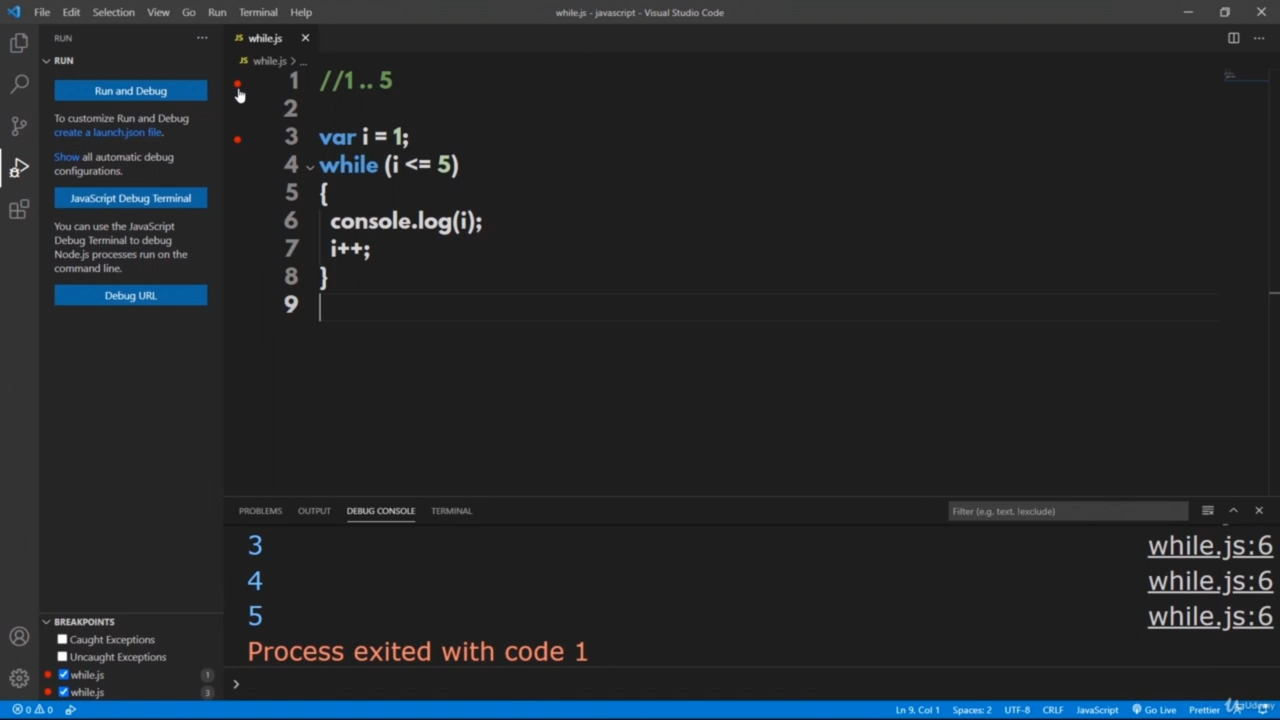 File Edit Selection View Go Run Terminal Help
while.js - javascript - Visual Studio Code
RUN
RUN
Run and Debug
To customize Run and Debug
create a launch.json file.
Show all automatic debug
configurations.
JavaScript Debug Terminal
You can use the JavaScript
Debug Terminal to debug
Node.js processes run on the
command line.
Debug URL
JS while.js
JS while.js > ...
1 //1 .. 5
2
3 var i = 1;
4 while (i <= 5)
5 {
6 console.log(i);
7 i++;
8 }
9
PROBLEMS OUTPUT DEBUG CONSOLE TERMINAL
Filter (e.g. text, !exclude)
3 while.js:6
4 while.js:6
5 while.js:6
Process exited with code 1
>
BREAKPOINTS
Caught Exceptions
Uncaught Exceptions
while.js 1
while.js 3
0 0
Ln 9, Col 1 Spaces: 2 UTF-8 CRLF JavaScript Go Live Prettier